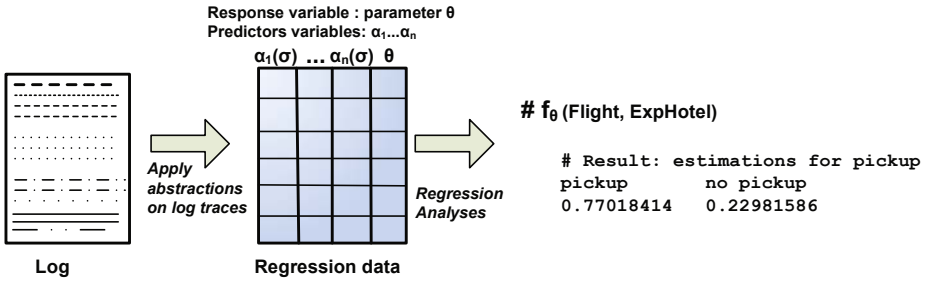 Response variable : parameter θ
Predictors variables: α₁...αₙ
α₁(σ) ... αₙ(σ) θ
Apply
abstractions
on log traces
Regression
Analyses
# f_θ (Flight, ExpHotel)
# Result: estimations for pickup
pickup no pickup
0.77018414 0.22981586
Log
Regression data